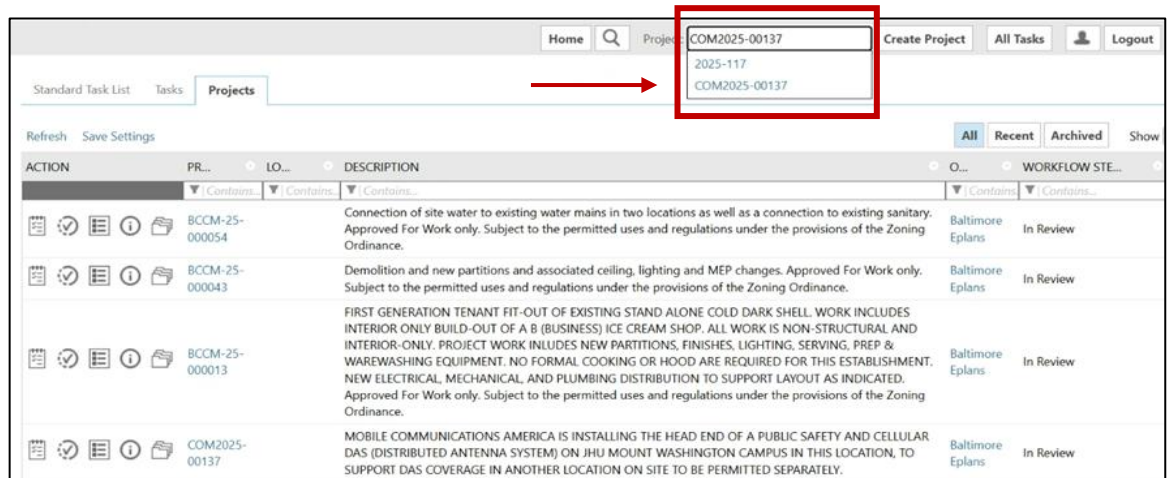 Home Project: COM2025-00137 Create Project All Tasks Logout
2025-117
COM2025-00137
Standard Task List Tasks Projects
Refresh Save Settings All Recent Archived Show
ACTION PR... LO... DESCRIPTION O... WORKFLOW STE...
Contains... Contains... Contains... Contains Contains...
BCCM-25-
000054
Connection of site water to existing water mains in two locations as well as a connection to existing sanitary.
Approved For Work only. Subject to the permitted uses and regulations under the provisions of the Zoning
Ordinance.
Baltimore
Eplans
In Review
BCCM-25-
000043
Demolition and new partitions and associated ceiling, lighting and MEP changes. Approved For Work only.
Subject to the permitted uses and regulations under the provisions of the Zoning Ordinance.
Baltimore
Eplans
In Review
BCCM-25-
000013
FIRST GENERATION TENANT FIT-OUT OF EXISTING STAND ALONE COLD DARK SHELL. WORK INCLUDES
INTERIOR ONLY BUILD-OUT OF A B (BUSINESS) ICE CREAM SHOP. ALL WORK IS NON-STRUCTURAL AND
INTERIOR-ONLY. PROJECT WORK INLUDES NEW PARTITIONS, FINISHES, LIGHTING, SERVING, PREP &
WAREWASHING EQUIPMENT. NO FORMAL COOKING OR HOOD ARE REQUIRED FOR THIS ESTABLISHMENT.
NEW ELECTRICAL, MECHANICAL, AND PLUMBING DISTRIBUTION TO SUPPORT LAYOUT AS INDICATED.
Approved For Work only. Subject to the permitted uses and regulations under the provisions of the Zoning
Ordinance.
Baltimore
Eplans
In Review
COM2025-
00137
MOBILE COMMUNICATIONS AMERICA IS INSTALLING THE HEAD END OF A PUBLIC SAFETY AND CELLULAR
DAS (DISTRIBUTED ANTENNA SYSTEM) ON JHU MOUNT WASHINGTON CAMPUS IN THIS LOCATION, TO
SUPPORT DAS COVERAGE IN ANOTHER LOCATION ON SITE TO BE PERMITTED SEPARATELY.
Baltimore
Eplans
In Review